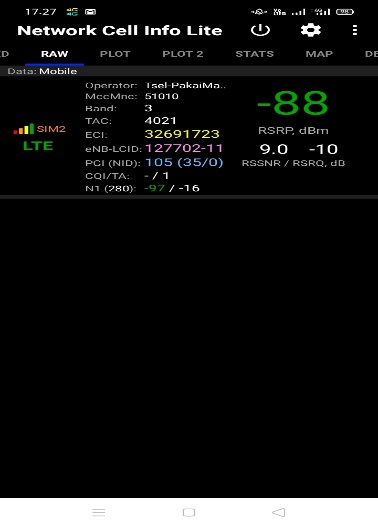 17.27
Network Cell Info Lite
D RAW PLOT PLOT 2 STATS MAP DE
Data: Mobile
Operator: Tsel-PakaiMa..
MccMnc: 51010
Band: 3
TAC: 4021
ECI: 32691723
eNB-LCID: 127702-11
PCI (NID): 105 (35/0)
CQI/TA: - / 1
N1 (280): -97 / -16
SIM2
LTE
-88
RSRP, dBm
9.0 -10
RSSNR / RSRQ, dB